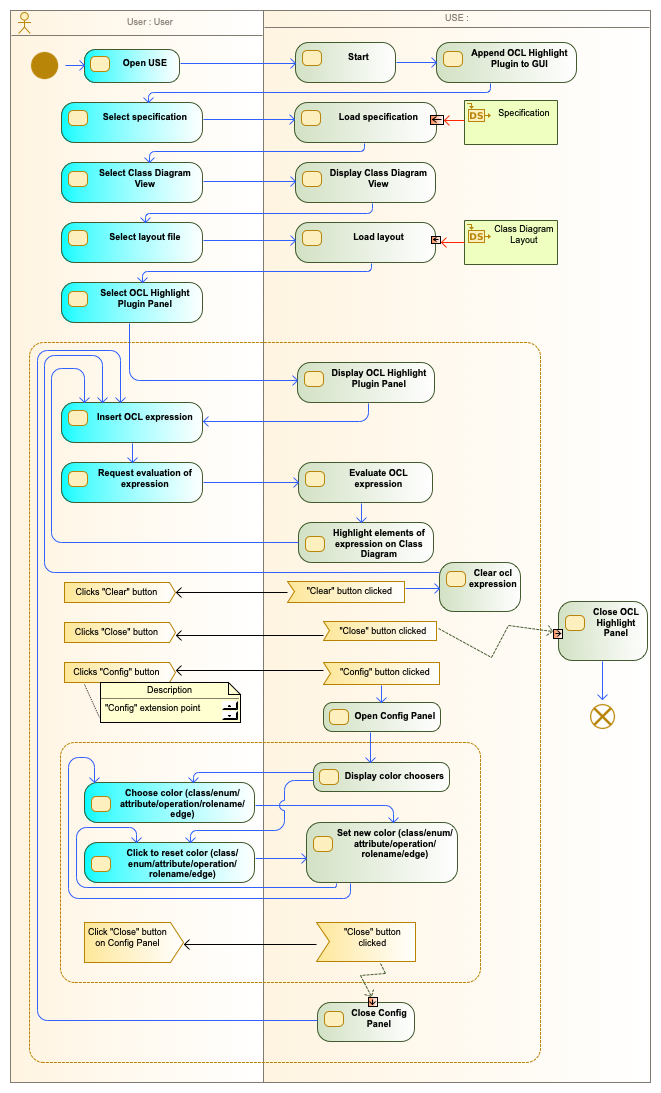 User : User
USE :
Open USE
Start
Append OCL Highlight
Plugin to GUI
Select specification
Load specification
DS
Specification
Select Class Diagram
View
Display Class Diagram
View
Select layout file
Load layout
DS
Class Diagram
Layout
Select OCL Highlight
Plugin Panel
Display OCL Highlight
Plugin Panel
Insert OCL expression
Request evaluation of
expression
Evaluate OCL
expression
Highlight elements of
expression on Class
Diagram
Clear ocl
expression
Clicks "Clear" button
"Clear" button clicked
Close OCL
Highlight
Panel
Clicks "Close" button
"Close" button clicked
Clicks "Config" button
"Config" button clicked
Description
"Config" extension point
Open Config Panel
Display color choosers
Choose color (class/enum/
attribute/operation/rolename/
edge)
Set new color (class/enum/
attribute/operation/
rolename/edge)
Click to reset color (class/
enum/attribute/operation/
rolename/edge)
Click "Close" button
on Config Panel
"Close" button
clicked
Close Config
Panel